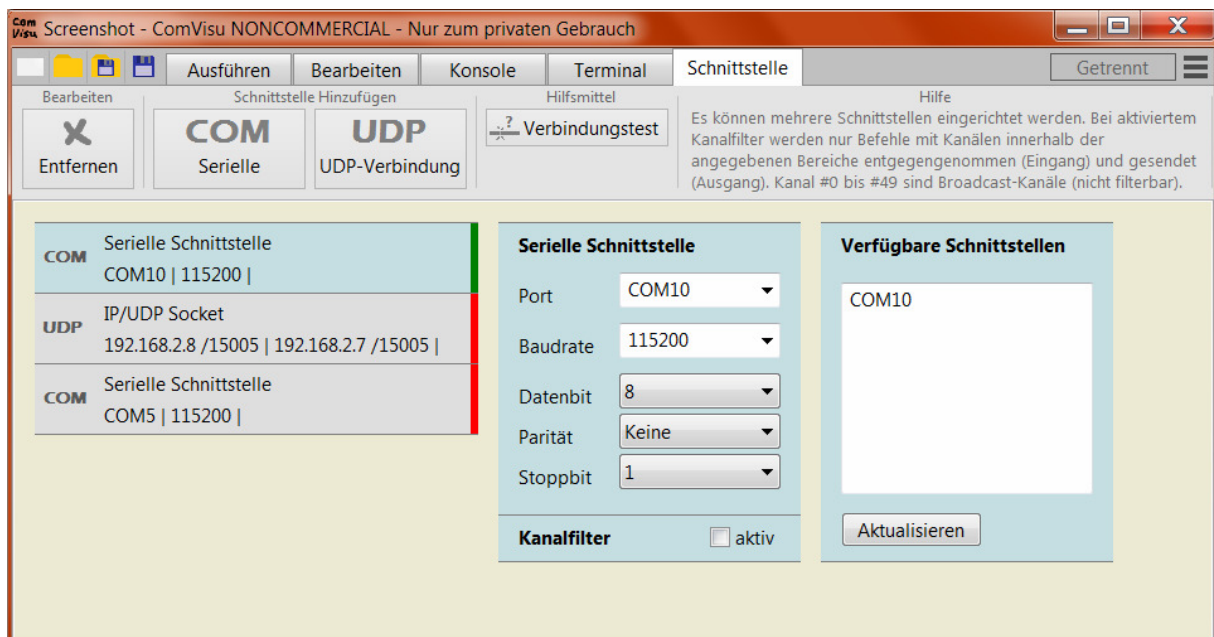 Com Visu Screenshot - ComVisu NONCOMMERCIAL - Nur zum privaten Gebrauch
Ausführen Bearbeiten Konsole Terminal Schnittstelle Getrennt
Bearbeiten Schnittstelle Hinzufügen Hilfsmittel Hilfe
COM UDP ? Verbindungstest
Entfernen Serielle UDP-Verbindung
Es können mehrere Schnittstellen eingerichtet werden. Bei aktiviertem
Kanalfilter werden nur Befehle mit Kanälen innerhalb der
angegebenen Bereiche entgegengenommen (Eingang) und gesendet
(Ausgang). Kanal #0 bis #49 sind Broadcast-Kanäle (nicht filterbar).
COM Serielle Schnittstelle
COM10 | 115200 |
UDP IP/UDP Socket
192.168.2.8 /15005 | 192.168.2.7 /15005 |
COM Serielle Schnittstelle
COM5 | 115200 |
Serielle Schnittstelle
Port COM10
Baudrate 115200
Datenbit 8
Parität Keine
Stoppbit 1
Kanalfilter aktiv
Verfügbare Schnittstellen
COM10
Aktualisieren